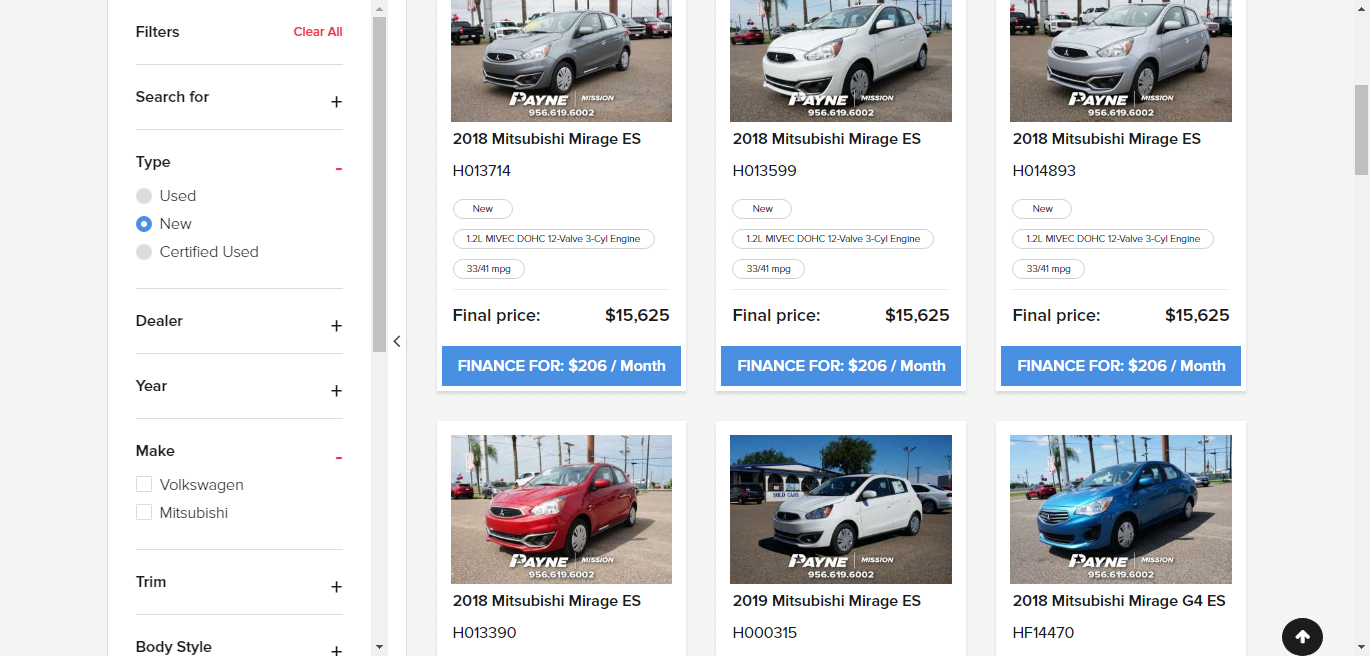 Filters
Clear All
Search for
+
Type
-
Used
New
Certified Used
Dealer
+
Year
+
Make
-
Volkswagen
Mitsubishi
Trim
+
Body Style
+
PAYNE | MISSION
956.619.6002
2018 Mitsubishi Mirage ES
H013714
New
1.2L MIVEC DOHC 12-Valve 3-Cyl Engine
33/41 mpg
Final price: $15,625
FINANCE FOR: $206 / Month
PAYNE | MISSION
956.619.6002
2018 Mitsubishi Mirage ES
H013599
New
1.2L MIVEC DOHC 12-Valve 3-Cyl Engine
33/41 mpg
Final price: $15,625
FINANCE FOR: $206 / Month
PAYNE | MISSION
956.619.6002
2018 Mitsubishi Mirage ES
H014893
New
1.2L MIVEC DOHC 12-Valve 3-Cyl Engine
33/41 mpg
Final price: $15,625
FINANCE FOR: $206 / Month
PAYNE | MISSION
956.619.6002
2018 Mitsubishi Mirage ES
H013390
PAYNE | MISSION
956.619.6002
2019 Mitsubishi Mirage ES
H000315
PAYNE | MISSION
956.619.6002
2018 Mitsubishi Mirage G4 ES
HF14470